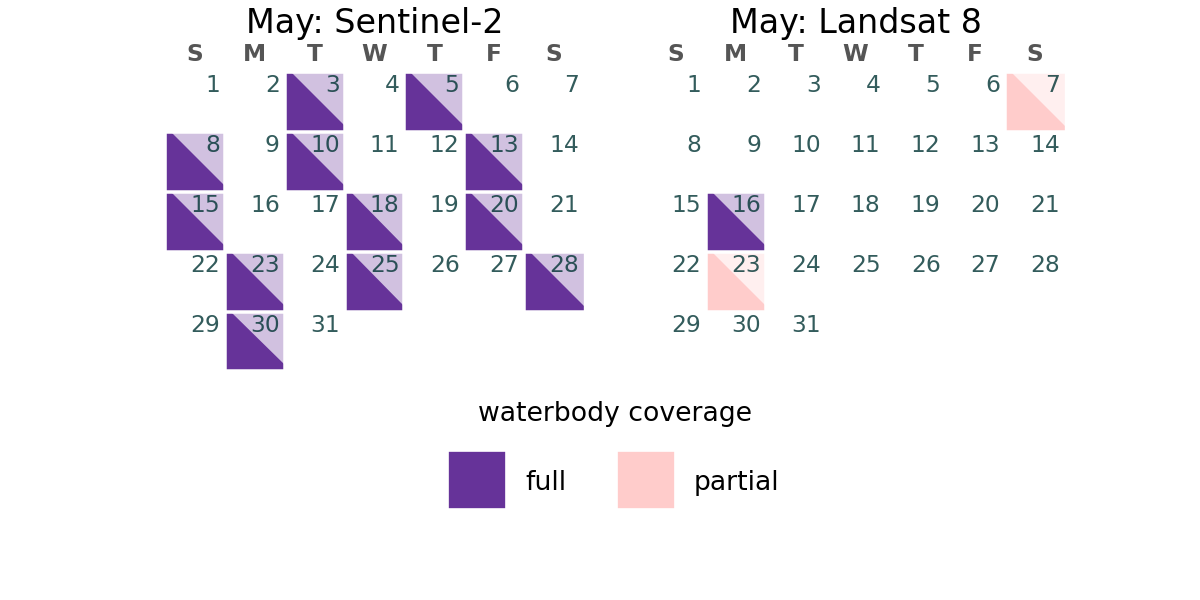 May: Sentinel-2
S M T W T F S
1 2 3 4 5 6 7
8 9 10 11 12 13 14
15 16 17 18 19 20 21
22 23 24 25 26 27 28
29 30 31
May: Landsat 8
S M T W T F S
1 2 3 4 5 6 7
8 9 10 11 12 13 14
15 16 17 18 19 20 21
22 23 24 25 26 27 28
29 30 31
waterbody coverage
full
partial